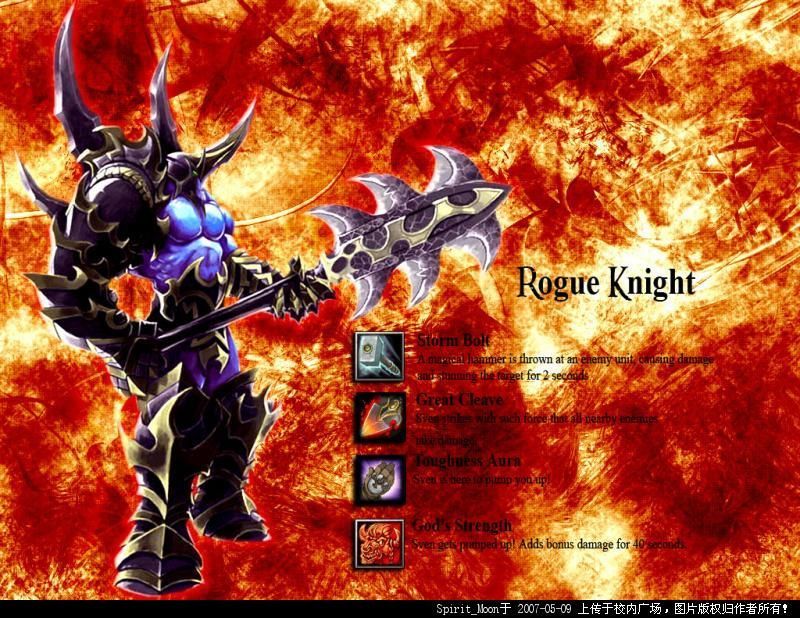 Rogue Knight
Storm Bolt
A magical hammer is thrown at an enemy unit, causing damage
and stunning the target for 2 seconds
Great Cleave
Sven strikes with such force that all nearby enemies
take damage.
Toughness Aura
Sven is here to pump you up!
God's Strength
Sven gets pumped up! Adds bonus damage for 40 seconds.
Spirit_Moon于 2007-05-09 上传于校内广场，图片版权归作者所有！